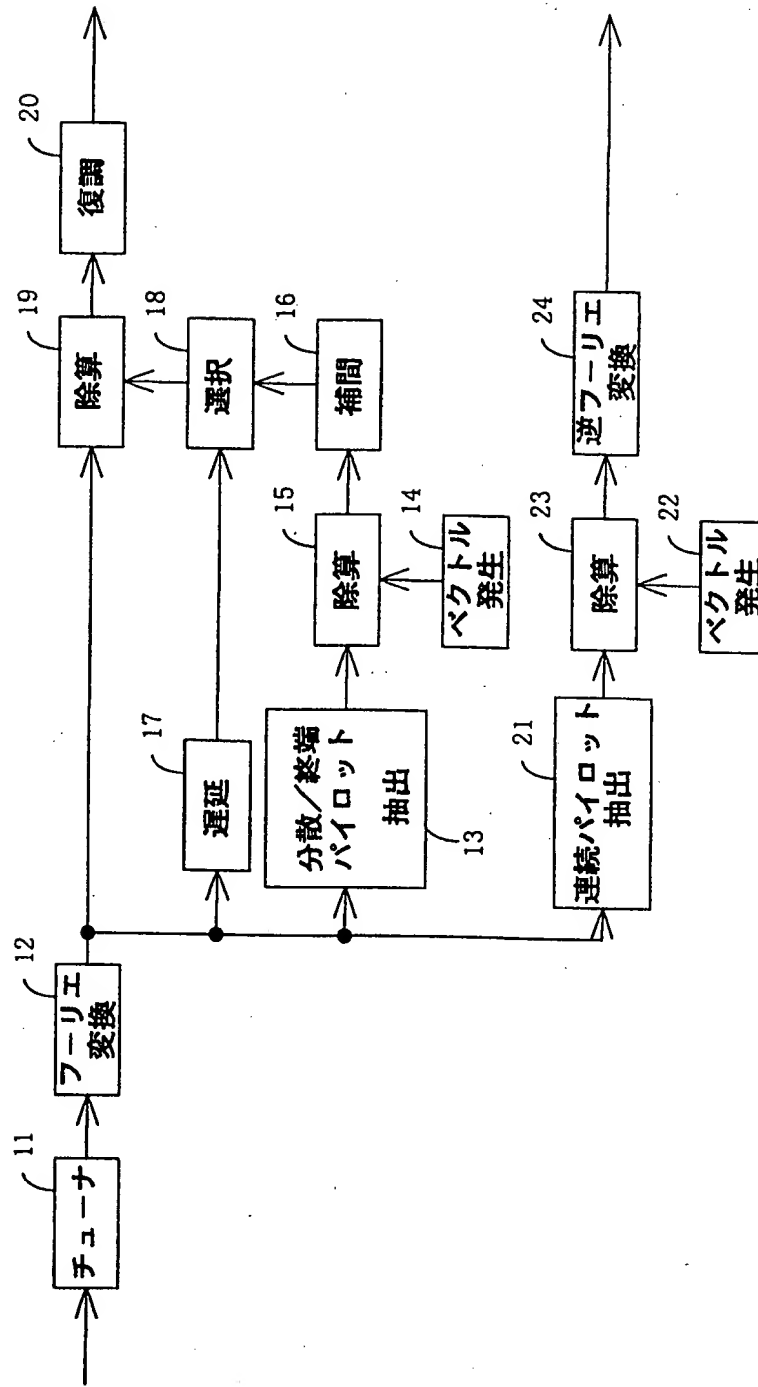 11
チューナ
12
フーリエ
変換
17
遅延
分散／終端
パイロット
抽出
13
21
連続パイロット
抽出
15
除算
14
ベクトル
発生
16
補間
18
選択
19
除算
20
復調
23
除算
22
ベクトル
発生
24
逆フーリエ
変換